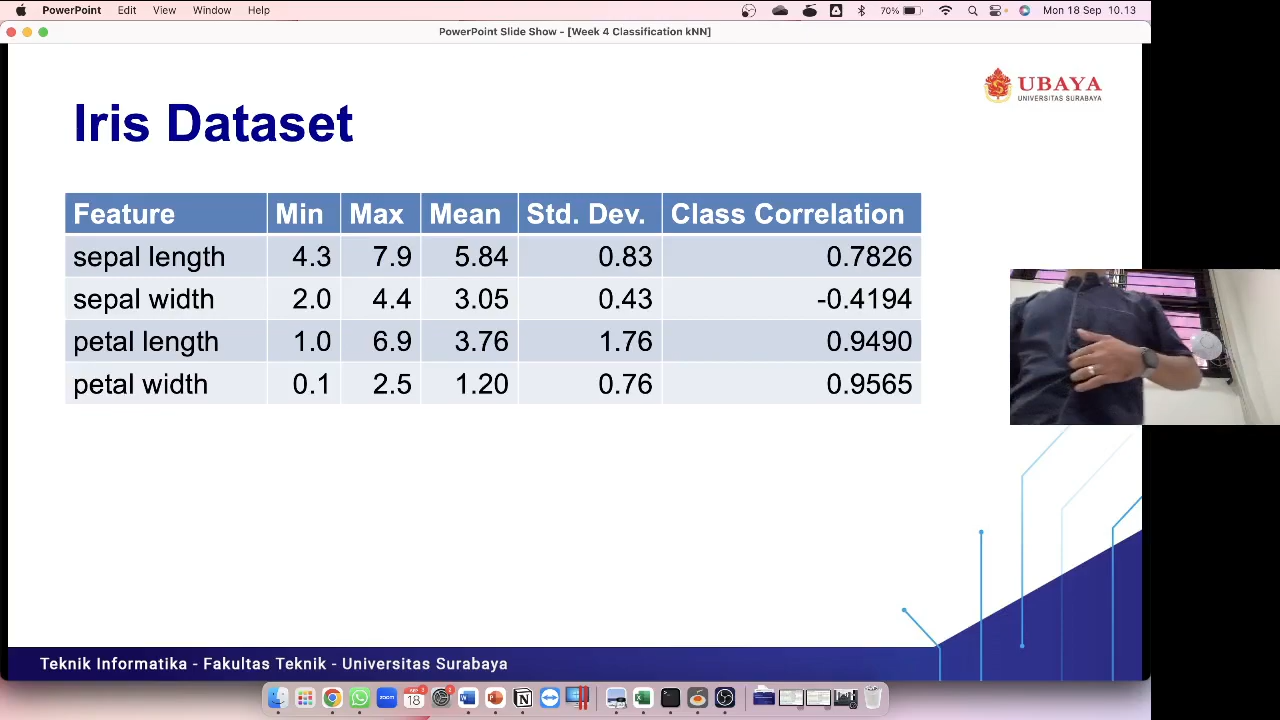 PowerPoint Edit View Window Help 70% Mon 18 Sep 10.13
PowerPoint Slide Show - [Week 4 Classification kNN]
UBAYA
UNIVERSITAS SURABAYA
Iris Dataset
Feature Min Max Mean Std. Dev. Class Correlation
sepal length 4.3 7.9 5.84 0.83 0.7826
sepal width 2.0 4.4 3.05 0.43 -0.4194
petal length 1.0 6.9 3.76 1.76 0.9490
petal width 0.1 2.5 1.20 0.76 0.9565
Teknik Informatika - Fakultas Teknik - Universitas Surabaya
zoom 18